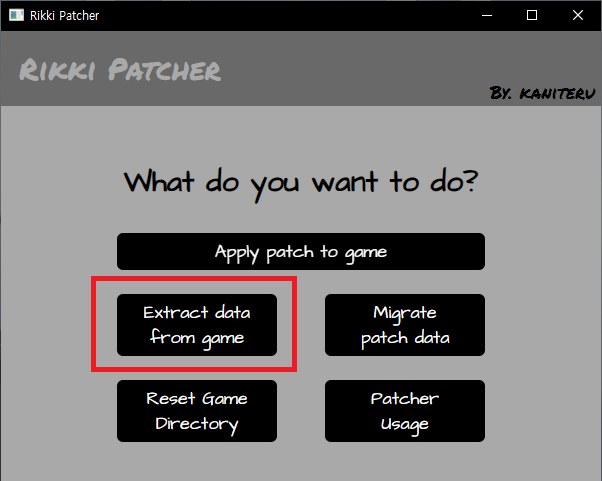 Rikki Patcher
Rikki Patcher
By. kaniteru
What do you want to do?
Apply patch to game
Extract data
from game
Migrate
patch data
Reset Game
Directory
Patcher
Usage